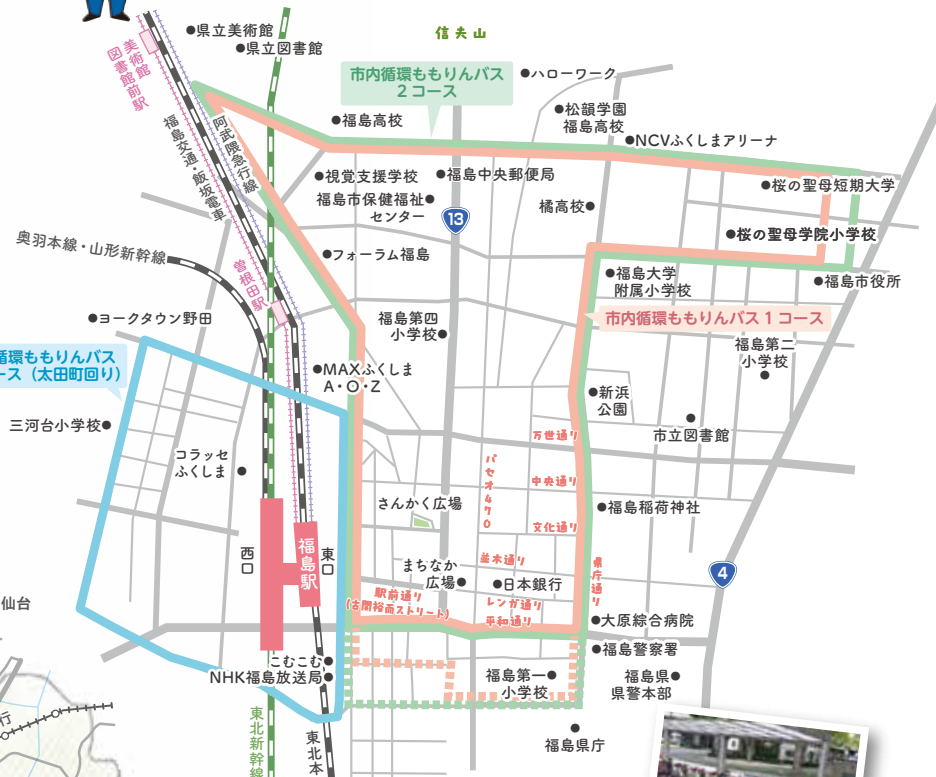 ●県立美術館
●県立図書館
信夫山
美術館
図書館前駅
市内循環ももりんバス
2コース
●ハローワーク
●松韻学園
福島高校
●福島高校
●NCVふくしまアリーナ
福島交通・飯坂電車
阿武隈急行線
●視覚支援学校
●福島中央郵便局
●桜の聖母短期大学
福島市保健福祉●
センター
橘高校●
13
●桜の聖母学院小学校
奥羽本線・山形新幹線
●フォーラム福島
曽根田駅
●福島大学
附属小学校
●福島市役所
●ヨークタウン野田
福島第四
小学校●
市内循環ももりんバス1コース
福島第二
小学校
●
循環ももりんバス
ース（太田町回り）
●MAXふくしま
A・O・Z
●新浜
公園
三河台小学校●
●
市立図書館
万世通り
コラッセ
ふくしま ●
パセオ470
中央通り
さんかく広場
●福島稲荷神社
文化通り
西口
福島駅
東口
まちなか
広場●
並木通り
●日本銀行
県庁通り
4
仙台
駅前通り
(古関裕而ストリート)
レンガ通り
平和通り
●大原綜合病院
●福島警察署
こむこむ●
NHK福島放送局●
福島第一●
小学校
福島県●
県警本部
行
東北新幹線
東北本
●
福島県庁